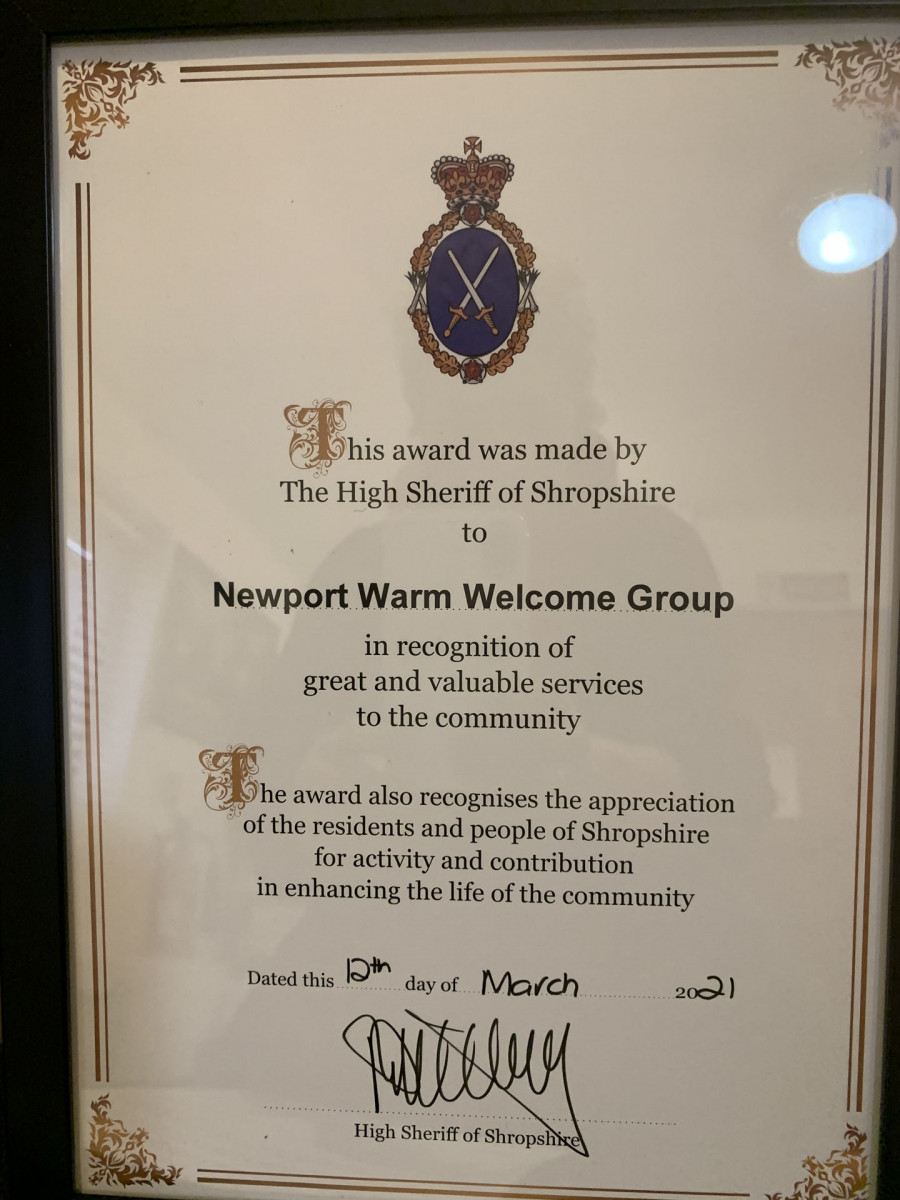 This award was made by
The High Sheriff of Shropshire
to
Newport Warm Welcome Group
in recognition of
great and valuable services
to the community
The award also recognises the appreciation
of the residents and people of Shropshire
for activity and contribution
in enhancing the life of the community
Dated this 12th day of March 2021
High Sheriff of Shropshire